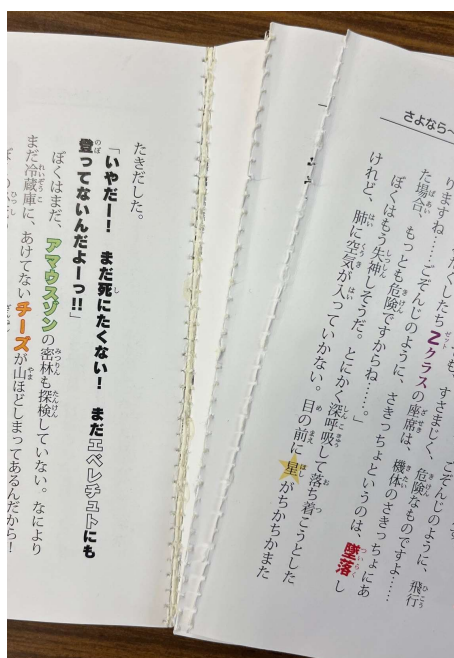 さよなら〜
たくしたちZクラスの座席は、機体のさきっちょにあ
りますね……ごぞんじのように、飛行
も、すさまじく、危険なものですよ……
た場合、もっとも危険ですからね……。」
ごぞんじのように、さきっちょというのは、墜落し
ぼくはもう失神しそうだ。とにかく深呼吸して落ち着こうとした
けれど、肺に空気が入っていかない。目の前に星がちかちかまた
たきだした。
「いやだー！　まだ死にたくない！　まだエベレチュトにも
登ってないんだよーっ!!」
ぼくはまだ、アマウスゾンの密林も探検していない。なにより
まだ冷蔵庫に、あけてないチーズが山ほどしまってあるんだから！